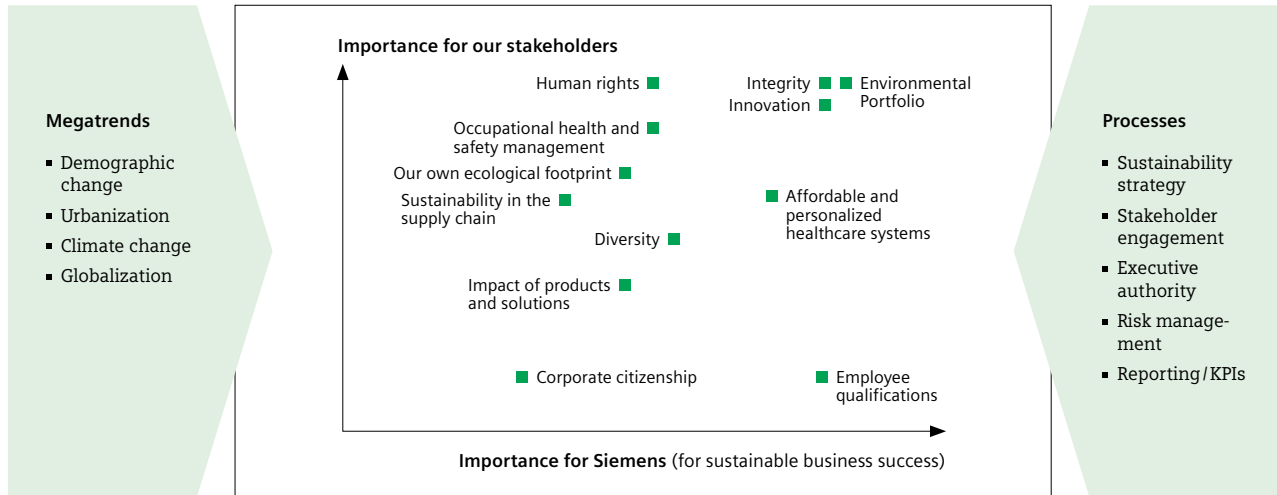 Megatrends
Demographic
change
Urbanization
Climate change
Globalization
Importance for our stakeholders
Human rights
Integrity
Environmental
Portfolio
Innovation
Occupational health and
safety management
Our own ecological footprint
Sustainability in the
supply chain
Affordable and
personalized
healthcare systems
Diversity
Impact of products
and solutions
Corporate citizenship
Employee
qualifications
Importance for Siemens (for sustainable business success)
Processes
Sustainability
strategy
Stakeholder
engagement
Executive
authority
Risk manage-
ment
Reporting / KPIs